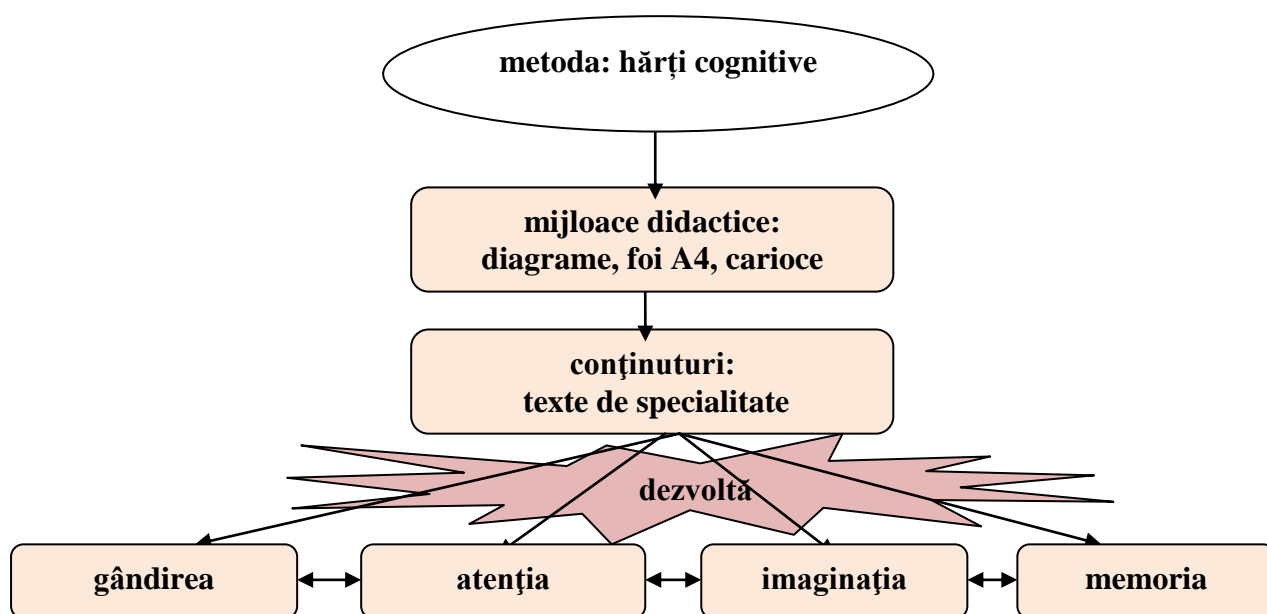 metoda: hărți cognitive
mijloace didactice:
diagrame, foi A4, carioce
conţinuturi:
texte de specialitate
dezvoltă
gândirea
atenţia
imaginaţia
memoria